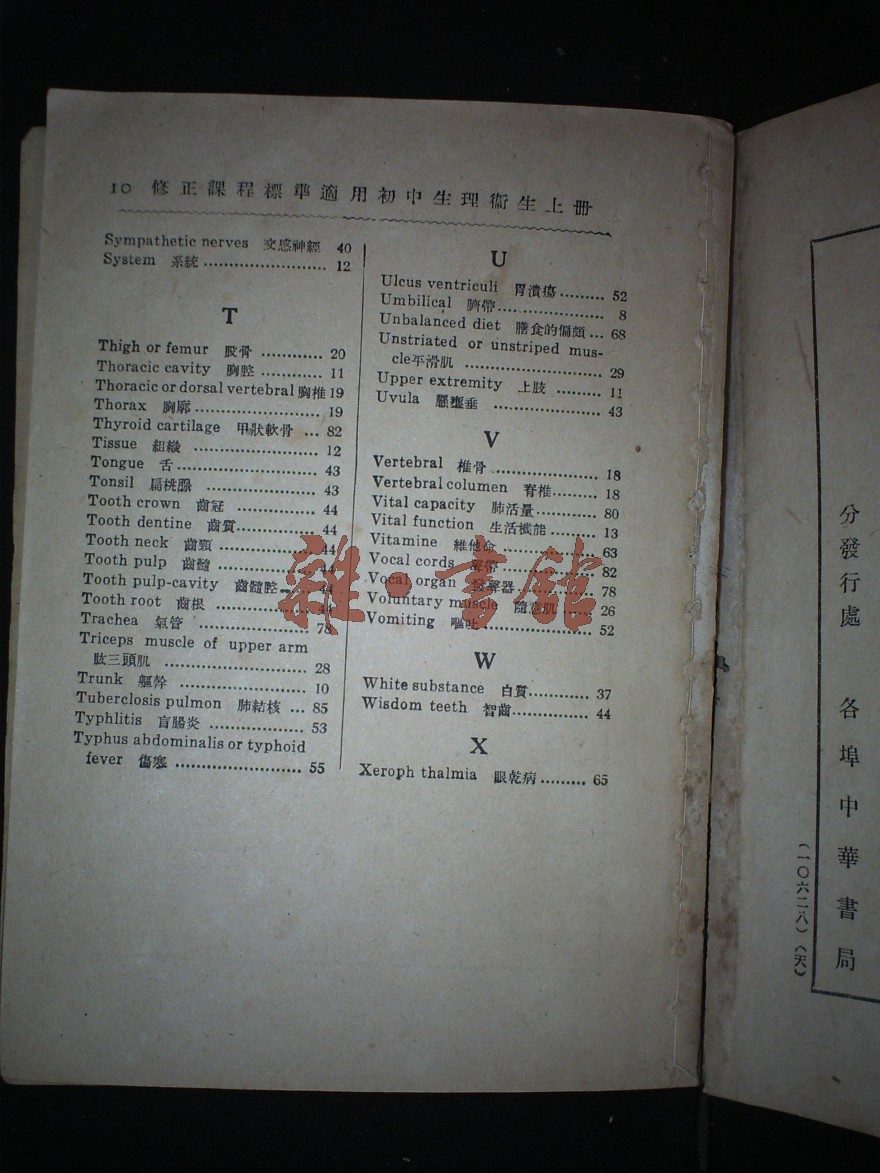 10 修正課程標準適用初中生理衞生上冊
Sympathetic nerves 交感神經 40
System 系統 ........................ 12
T
Thigh or femur 股骨 ............ 20
Thoracic cavity 胸腔 ............ 11
Thoracic or dorsal vertebral 胸椎 19
Thorax 胸廓 ........................ 19
Thyroid cartilage 甲狀軟骨 ... 82
Tissue 組織 ........................ 12
Tongue 舌 ........................... 43
Tonsil 扁桃腺 ..................... 43
Tooth crown 齒冠 ............... 44
Tooth dentine 齒質 ............... 44
Tooth neck 齒頸 .................. 44
Tooth pulp 齒髓 .................. 44
Tooth pulp-cavity 齒髓腔 ...... 44
Tooth root 齒根 .................. 44
Trachea 氣管 ..................... 78
Triceps muscle of upper arm
肱三頭肌 ........................ 28
Trunk 軀幹 ........................ 10
Tuberclosis pulmon 肺結核 ... 85
Typhlitis 盲腸炎 .................. 53
Typhus abdominalis or typhoid
fever 傷寒 ........................ 55
U
Ulcus ventriculi 胃潰瘍 ......... 52
Umbilical 臍帶 ..................... 8
Unbalanced diet 膳食的偏頗 ... 68
Unstriated or unstriped mus-
cle平滑肌 ........................ 29
Upper extremity 上肢 ......... 11
Uvula 懸壅垂 ..................... 43
V
Vertebral 椎骨 ..................... 18
Vertebral columen 脊椎 ......... 18
Vital capacity 肺活量 ............ 80
Vital function 生活機能 ......... 13
Vitamine 維他命 .................. 63
Vocal cords 聲帶 .................. 82
Vocal organ 發聲器 ............... 78
Voluntary muscle 隨意肌 ...... 26
Vomiting 嘔吐 ..................... 52
W
White substance 白質 ............ 37
Wisdom teeth 智齒 ............... 44
X
Xeroph thalmia 眼乾病 ......... 65
分發行處 各埠中華書局
(一〇六二八)(天)
雜·書館